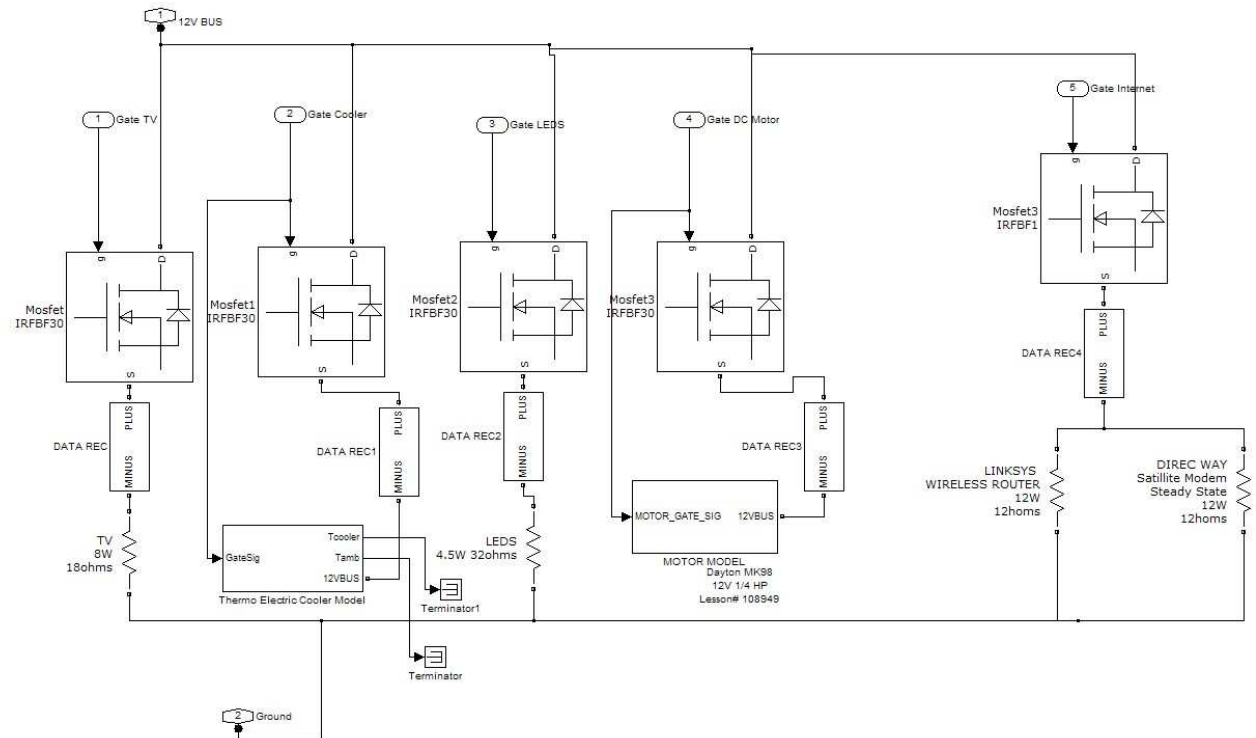 1
12V BUS
1
Gate TV
2
Gate Cooler
3
Gate LEDS
4
Gate DC Motor
5
Gate Internet
g
D
S
Mosfet
IRFBF30
g
D
S
Mosfet1
IRFBF30
g
D
S
Mosfet2
IRFBF30
g
D
S
Mosfet3
IRFBF30
g
D
S
Mosfet3
IRFBF1
PLUS
MINUS
DATA REC
PLUS
MINUS
DATA REC1
PLUS
MINUS
DATA REC2
PLUS
MINUS
DATA REC3
PLUS
MINUS
DATA REC4
TV
8W
18ohms
GateSig
Tcooler
Tamb
12VBUS
Thermo Electric Cooler Model
Terminator1
Terminator
LEDS
4.5W 32ohms
MOTOR_GATE_SIG
12VBUS
MOTOR MODEL
Dayton MK98
12V 1/4 HP
Lesson# 108949
LINKSYS
WIRELESS ROUTER
12W
12homs
DIREC WAY
Satillite Modem
Steady State
12W
12homs
2
Ground